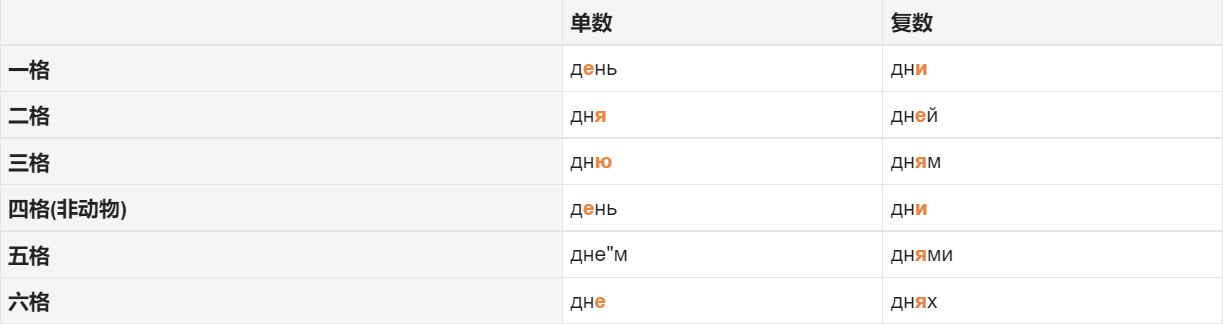 单数 复数
一格 день дни
二格 дня дней
三格 дню дням
四格(非动物) день дни
五格 дне"м днями
六格 дне днях